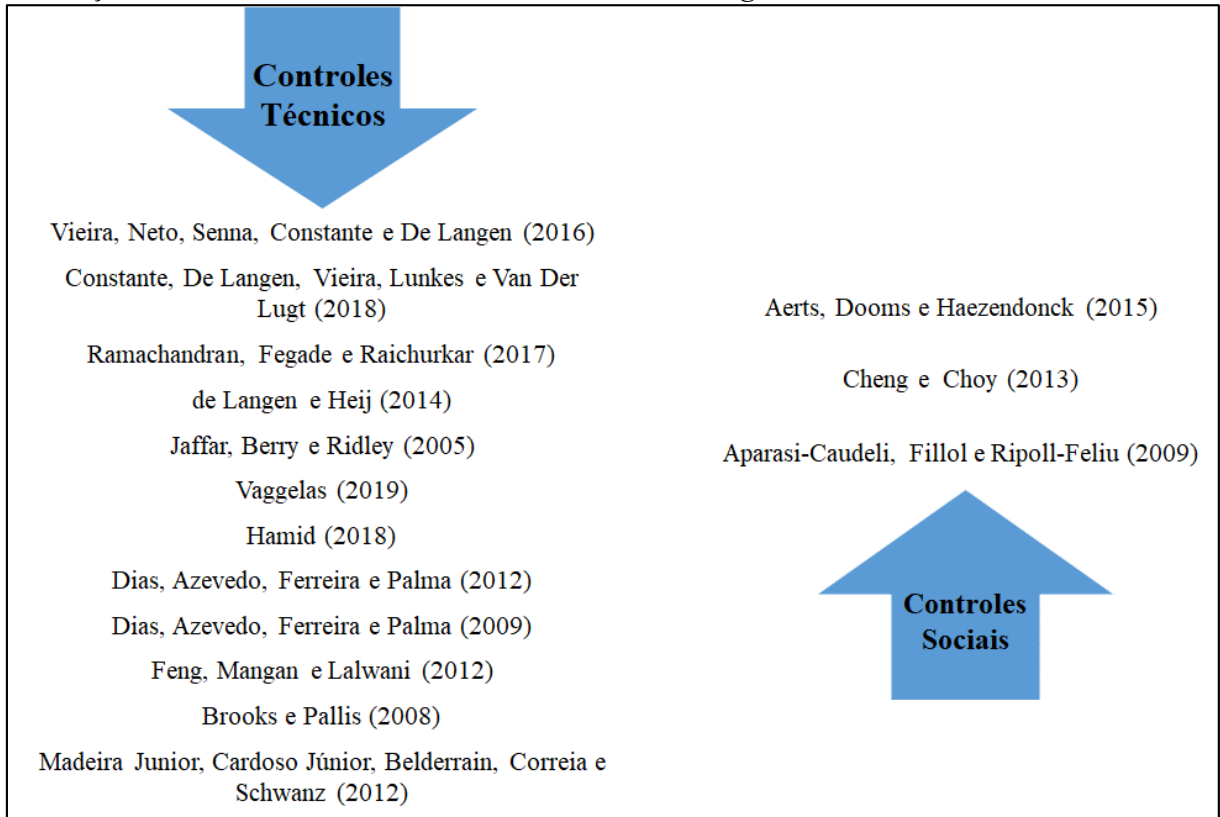 Controles
Técnicos
Vieira, Neto, Senna, Constante e De Langen (2016)
Constante, De Langen, Vieira, Lunkes e Van Der
Lugt (2018)
Ramachandran, Fegade e Raichurkar (2017)
de Langen e Heij (2014)
Jaffar, Berry e Ridley (2005)
Vaggelas (2019)
Hamid (2018)
Dias, Azevedo, Ferreira e Palma (2012)
Dias, Azevedo, Ferreira e Palma (2009)
Feng, Mangan e Lalwani (2012)
Brooks e Pallis (2008)
Madeira Junior, Cardoso Júnior, Belderrain, Correia e
Schwanz (2012)
Aerts, Dooms e Haezendonck (2015)
Cheng e Choy (2013)
Aparasi-Caudeli, Fillol e Ripoll-Feliu (2009)
Controles
Sociais